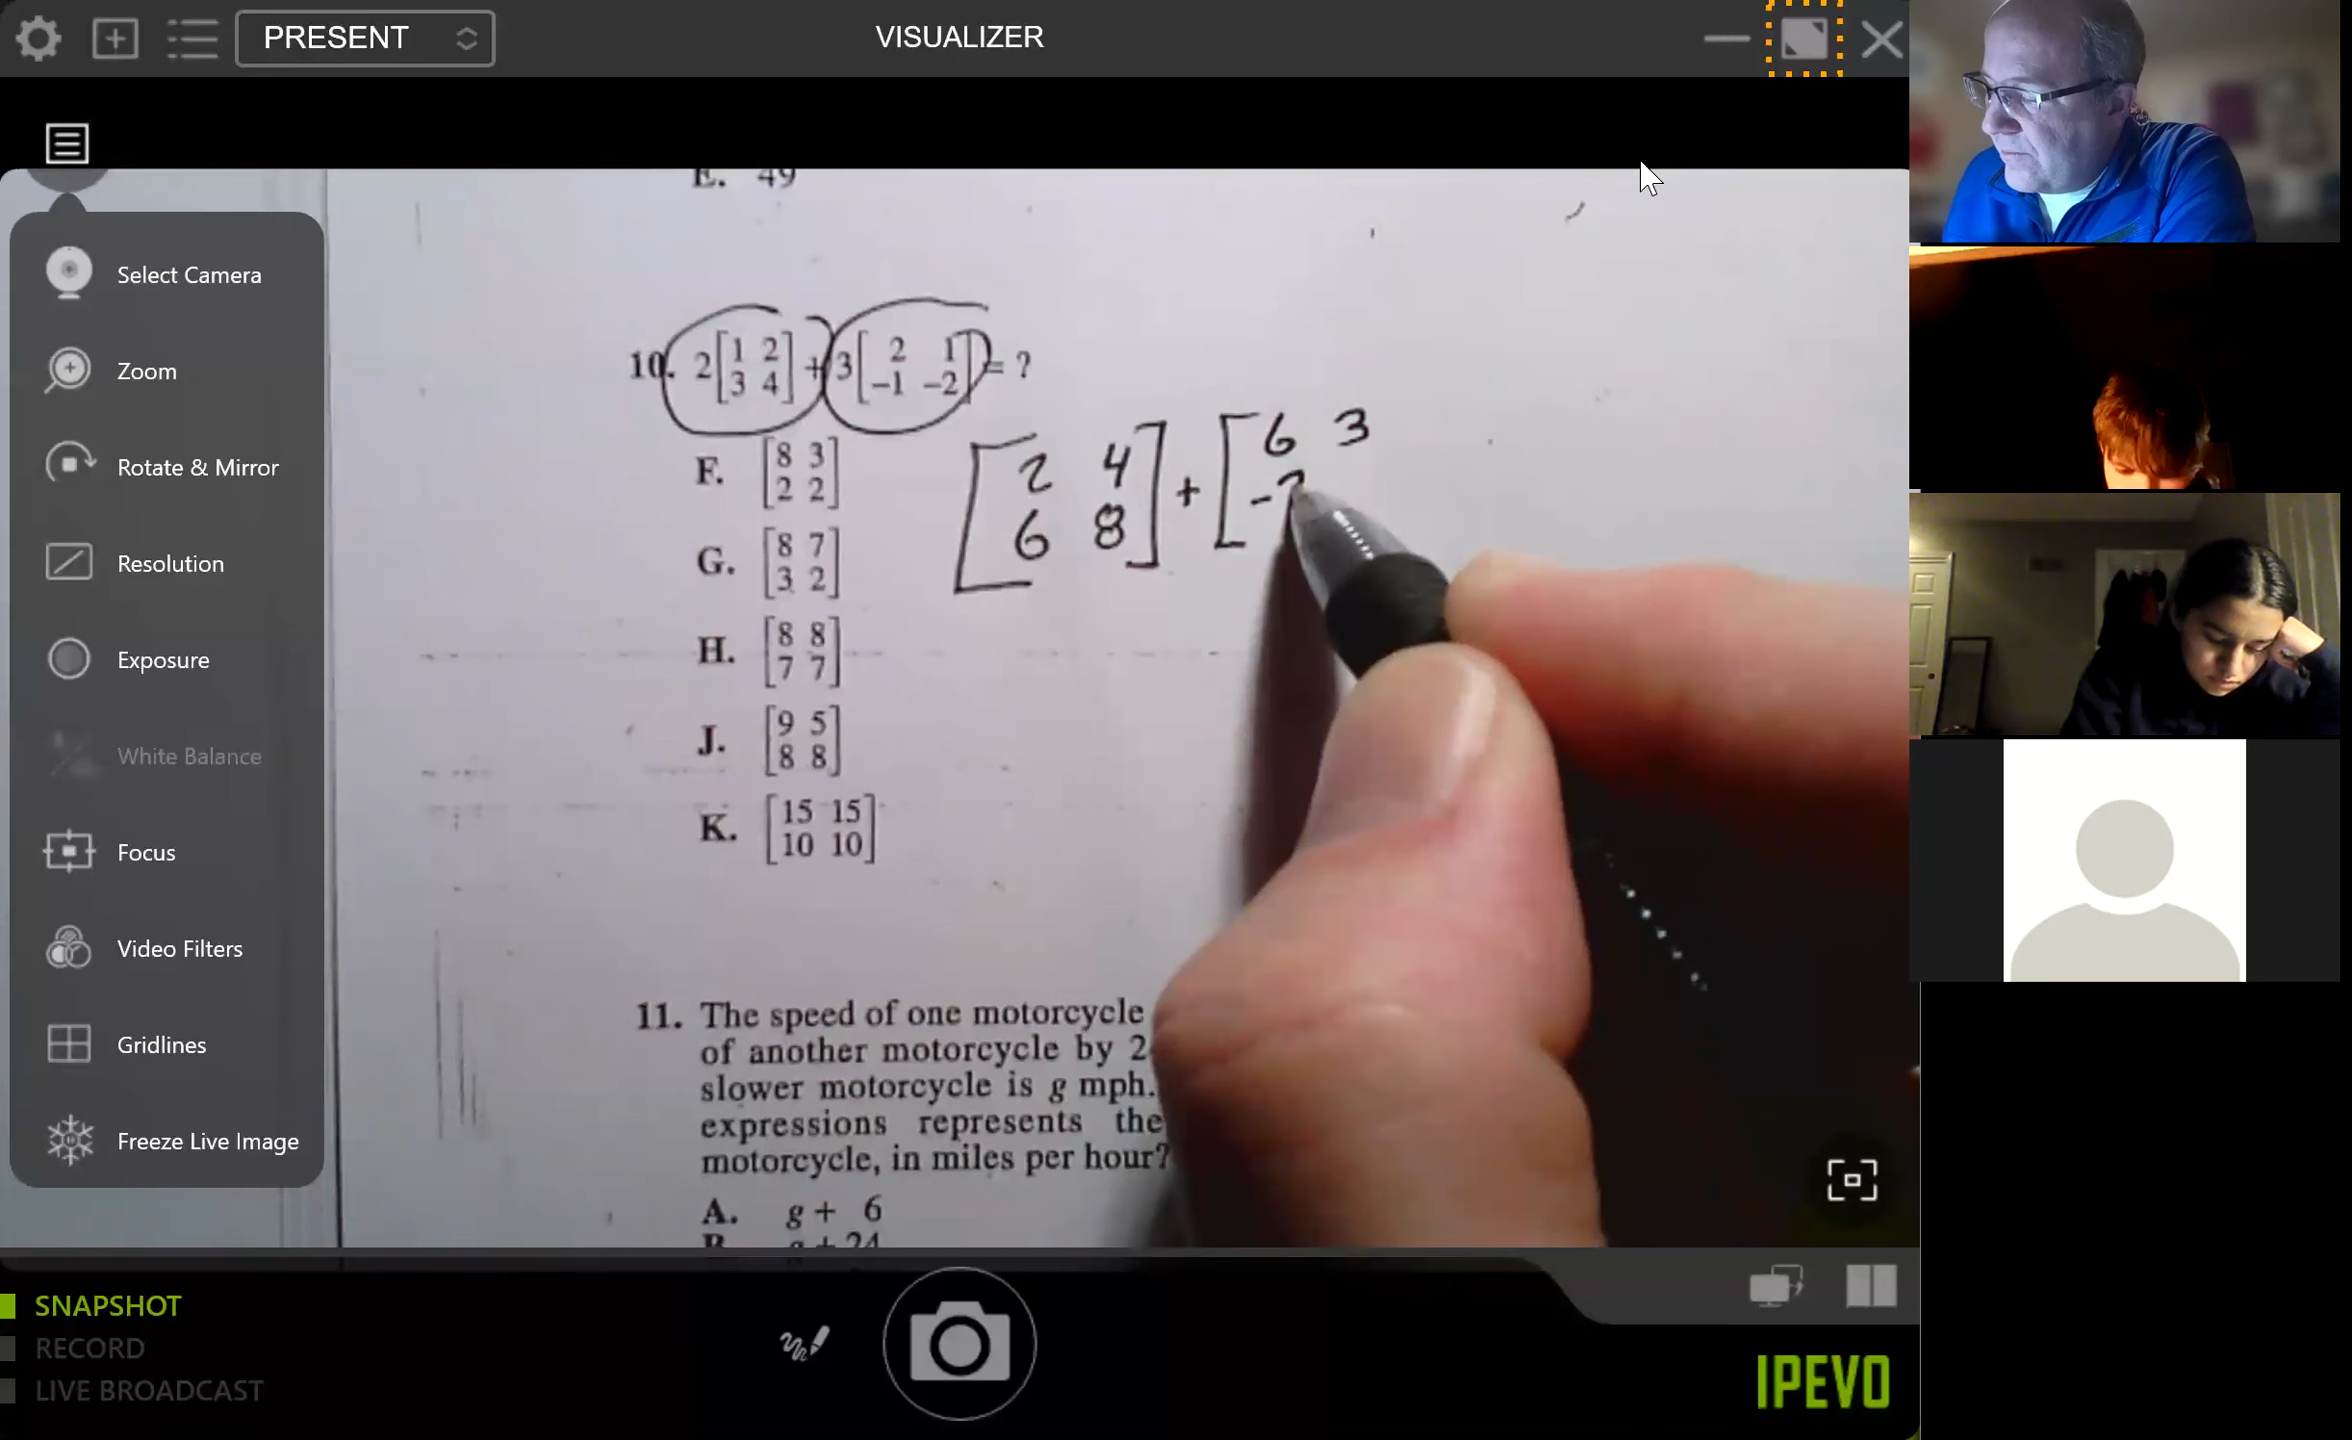 PRESENT
VISUALIZER
E. 49
Select Camera
Zoom
Rotate & Mirror
Resolution
Exposure
White Balance
Focus
Video Filters
Gridlines
Freeze Live Image
10. 2[1 2] + 3[2 1] = ?
[3 4] [-1 -2]
[2 4] + [6 3
[6 8] [-
F. [8 3]
[2 2]
G. [8 7]
[3 2]
H. [8 8]
[7 7]
J. [9 5]
[8 8]
K. [15 15]
[10 10]
11. The speed of one motorcycle
of another motorcycle by 2
slower motorcycle is g mph.
expressions represents the
motorcycle, in miles per hour?
A. g + 6
B. g + 24
SNAPSHOT
RECORD
LIVE BROADCAST
IPEVO